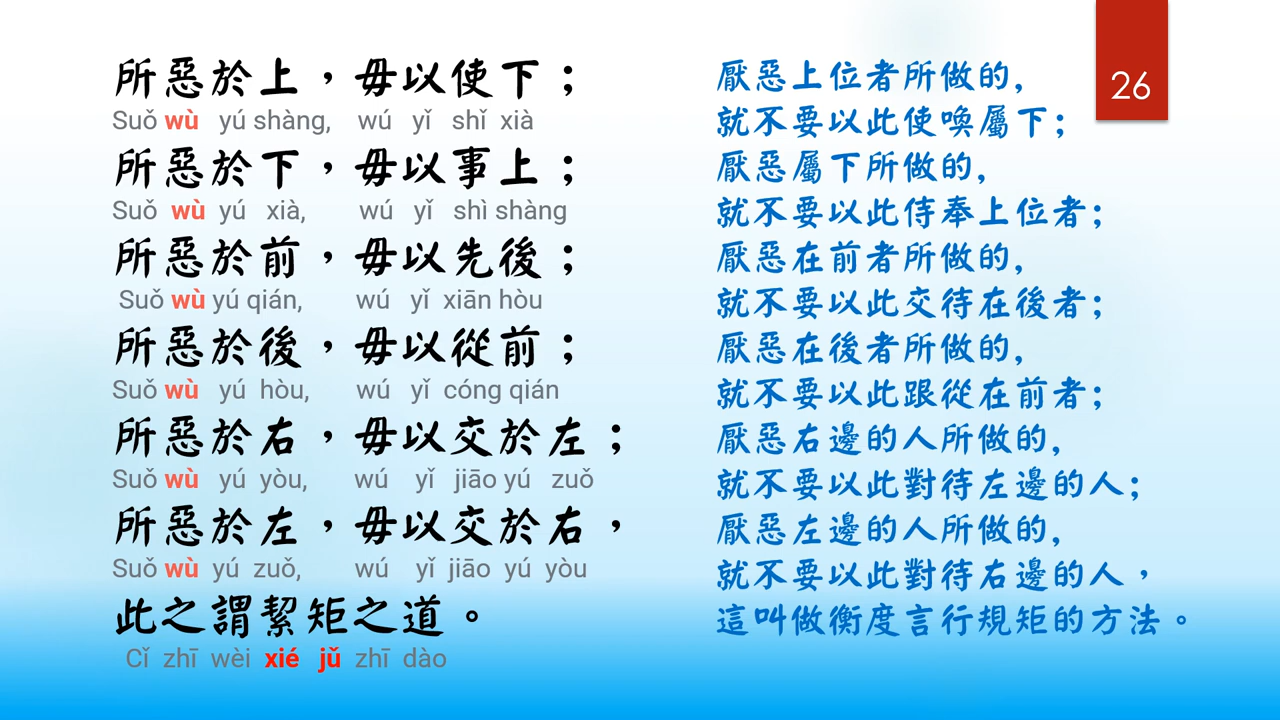 所惡於上，毋以使下；
Suǒ wù yú shàng, wú yǐ shǐ xià
所惡於下，毋以事上；
Suǒ wù yú xià, wú yǐ shì shàng
所惡於前，毋以先後；
Suǒ wù yú qián, wú yǐ xiān hòu
所惡於後，毋以從前；
Suǒ wù yú hòu, wú yǐ cóng qián
所惡於右，毋以交於左；
Suǒ wù yú yòu, wú yǐ jiāo yú zuǒ
所惡於左，毋以交於右，
Suǒ wù yú zuǒ, wú yǐ jiāo yú yòu
此之謂絜矩之道。
Cǐ zhī wèi xié jǔ zhī dào
厭惡上位者所做的,
就不要以此使喚屬下;
厭惡屬下所做的,
就不要以此侍奉上位者;
厭惡在前者所做的,
就不要以此交待在後者;
厭惡在後者所做的,
就不要以此跟從在前者;
厭惡右邊的人所做的,
就不要以此對待左邊的人;
厭惡左邊的人所做的,
就不要以此對待右邊的人，
這叫做衡度言行規矩的方法。
26